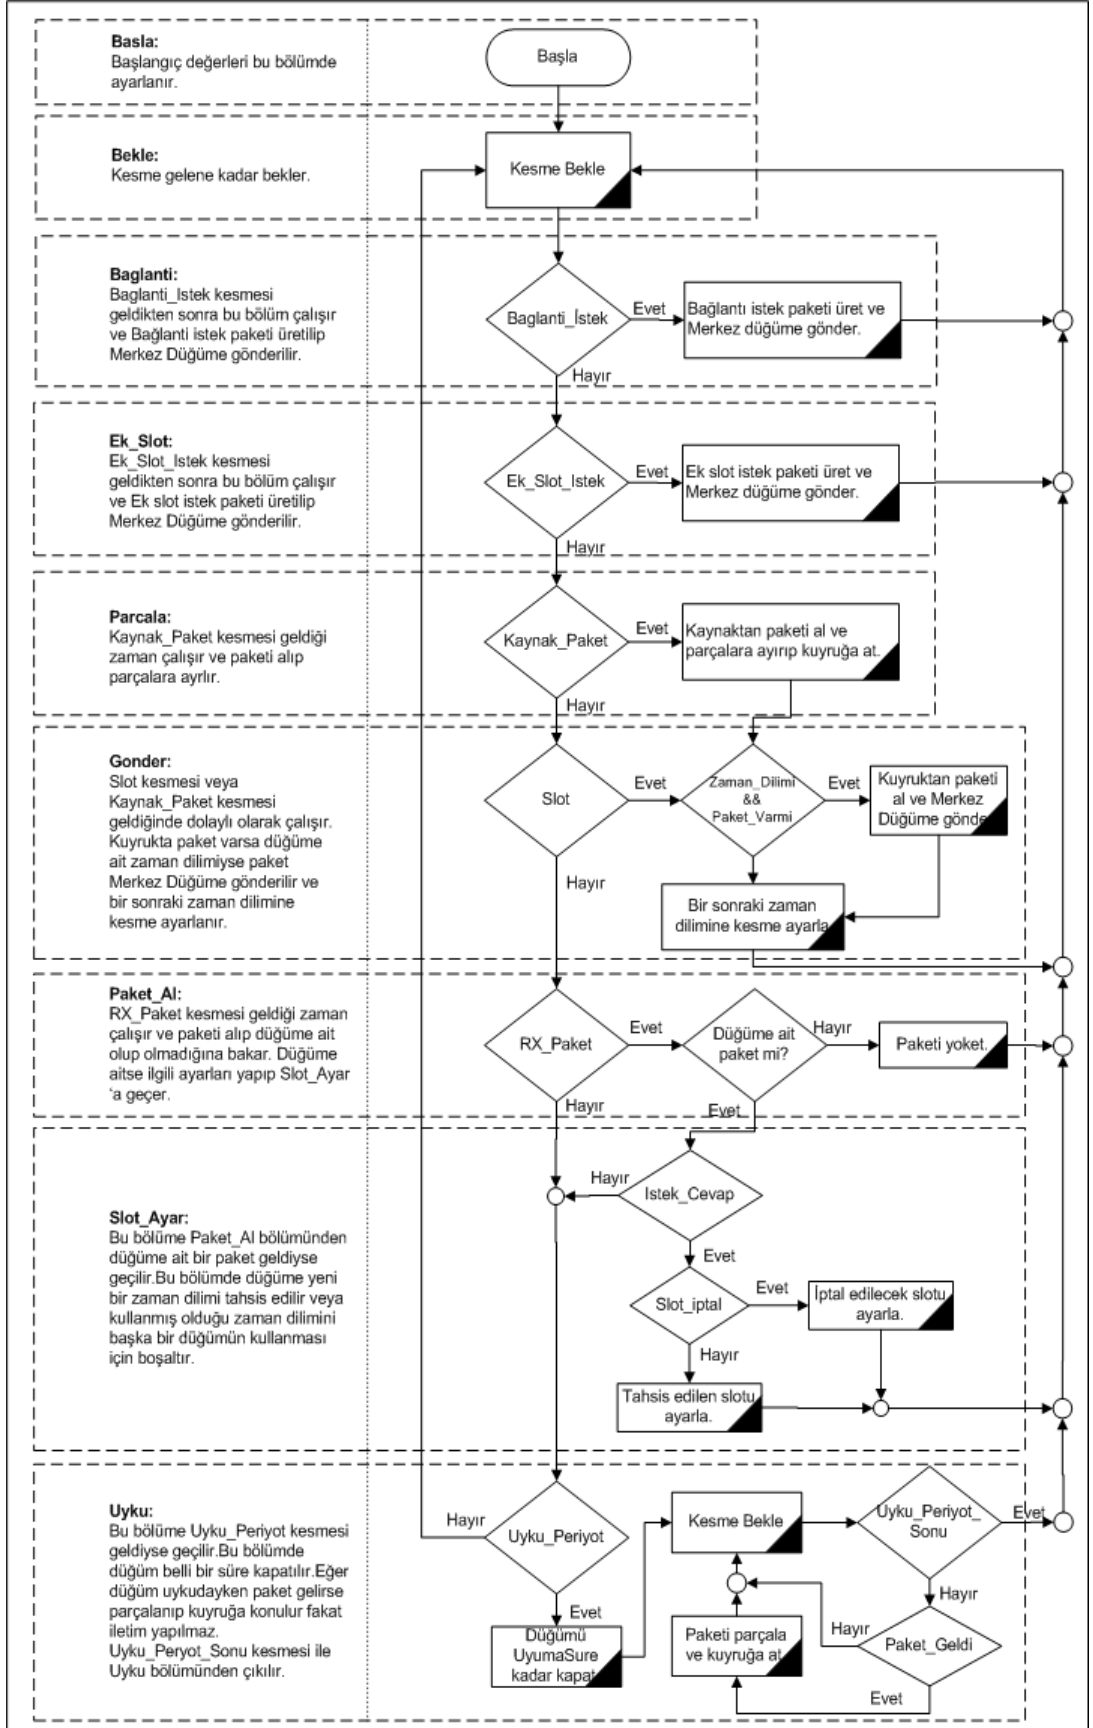 Basla:
Başlangıç değerleri bu bölümde
ayarlanır.
Başla
Bekle:
Kesme gelene kadar bekler.
Kesme Bekle
Baglanti:
Baglanti_Istek kesmesi
geldikten sonra bu bölüm çalışır
ve Bağlanti istek paketi üretilip
Merkez Düğüme gönderilir.
Baglanti_İstek
Evet
Bağlantı istek paketi üret ve
Merkez düğüme gönder.
Hayır
Ek_Slot:
Ek_Slot_Istek kesmesi
geldikten sonra bu bölüm çalışır
ve Ek slot istek paketi üretilip
Merkez Düğüme gönderilir.
Ek_Slot_Istek
Evet
Ek slot istek paketi üret ve
Merkez düğüme gönder.
Hayır
Parcala:
Kaynak_Paket kesmesi geldiği
zaman çalışır ve paketi alıp
parçalara ayrlır.
Kaynak_Paket
Evet
Kaynaktan paketi al ve
parçalara ayırıp kuyruğa at.
Hayır
Gonder:
Slot kesmesi veya
Kaynak_Paket kesmesi
geldiğinde dolaylı olarak çalışır.
Kuyrukta paket varsa düğüme
ait zaman dilimiyse paket
Merkez Düğüme gönderilir ve
bir sonraki zaman dilimine
kesme ayarlanır.
Slot
Evet
Zaman_Dilimi
&&
Paket_Varmi
Evet
Kuyruktan paketi
al ve Merkez
Düğüme gönde
Hayır
Bir sonraki zaman
dilimine kesme ayarla
Paket_Al:
RX_Paket kesmesi geldiği zaman
çalışır ve paketi alıp düğüme ait
olup olmadığına bakar. Düğüme
aitse ilgili ayarları yapıp Slot_Ayar
'a geçer.
RX_Paket
Evet
Düğüme ait
paket mi?
Hayır
Paketi yoket.
Hayır
Evet
Slot_Ayar:
Bu bölüme Paket_Al bölümünden
düğüme ait bir paket geldiyse
geçilir.Bu bölümde düğüme yeni
bir zaman dilimi tahsis edilir veya
kullanmış olduğu zaman dilimini
başka bir düğümün kullanması
için boşaltır.
Hayır
Istek_Cevap
Evet
Slot_iptal
Evet
İptal edilecek slotu
ayarla.
Hayır
Tahsis edilen slotu
ayarla.
Uyku:
Bu bölüme Uyku_Periyot kesmesi
geldiyse geçilir.Bu bölümde
düğüm belli bir süre kapatılır.Eğer
düğüm uykudayken paket gelirse
parçalanıp kuyruğa konulur fakat
iletim yapılmaz.
Uyku_Peryot_Sonu kesmesi ile
Uyku bölümünden çıkılır.
Hayır
Uyku_Periyot
Evet
Düğümü
UyumaSure
kadar kapat
Kesme Bekle
Uyku_Periyot_
Sonu
Evet
Hayır
Paketi parçala
ve kuyruğa at
Hayır
Paket_Geldi
Evet